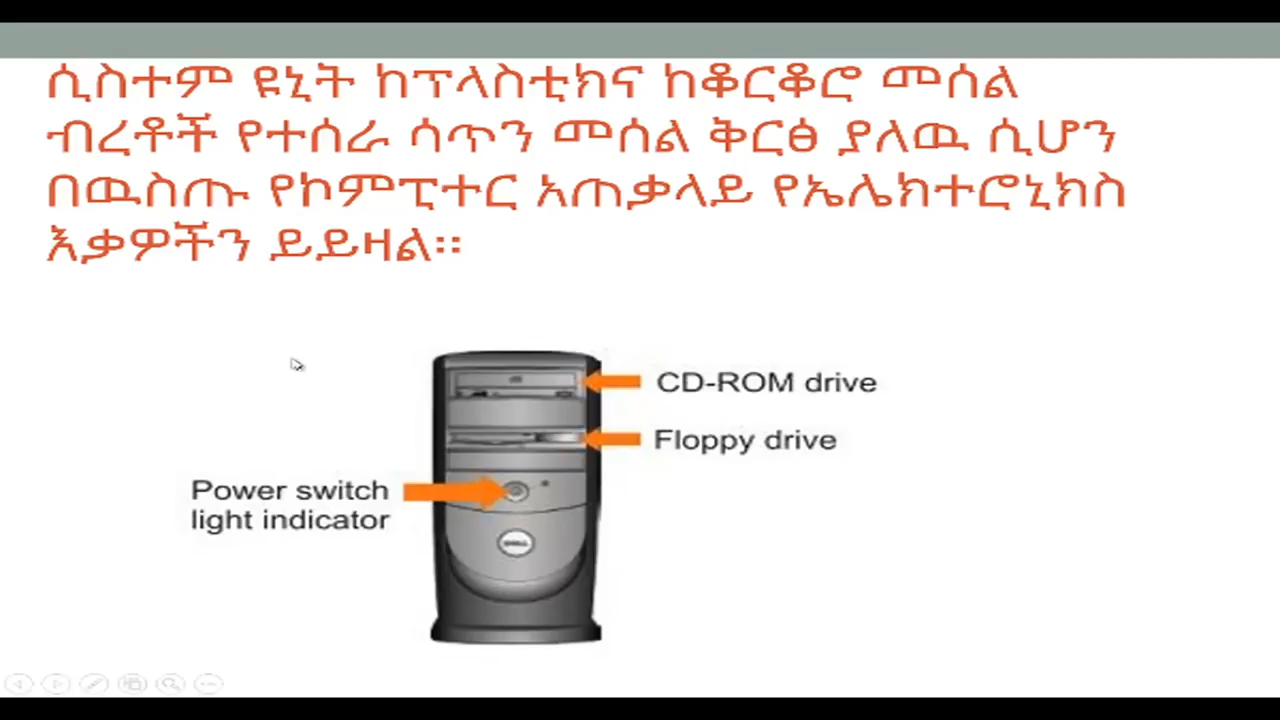 ሲስተም ዩኒት ከፕላስቲክና ከቆርቆሮ መሰል
ብረቶች የተሰራ ሳጥን መሰል ቅርፅ ያለዉ ሲሆን
በዉስጡ የኮምፒተር አጠቃላይ የኤሌክተሮኒክስ
እቃዎችን ይይዛል፡፡
CD-ROM drive
Floppy drive
Power switch
light indicator
DELL